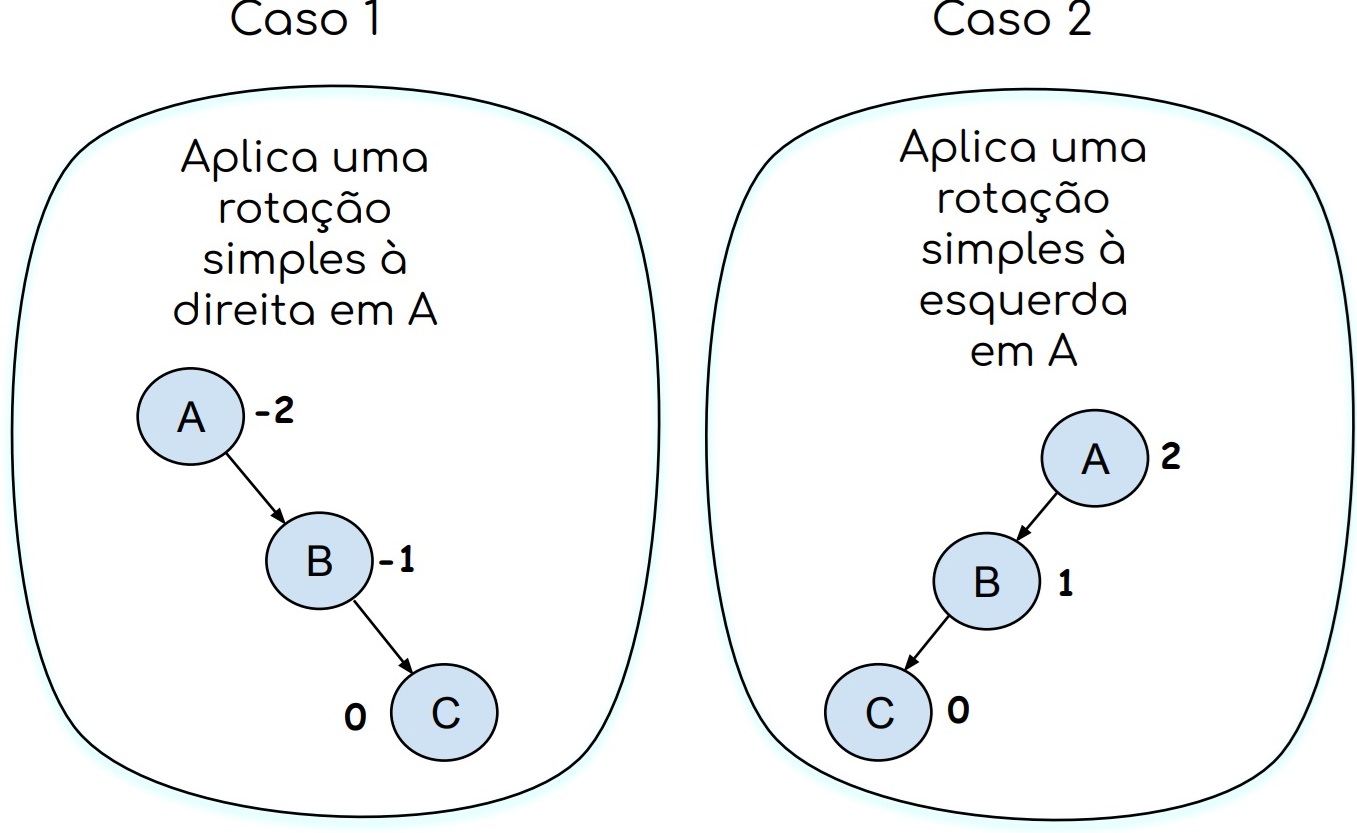 Caso 1
Aplica uma
rotação
simples à
direita em A
A
-2
B
-1
0
C
Caso 2
Aplica uma
rotação
simples à
esquerda
em A
A
2
B
1
C
0